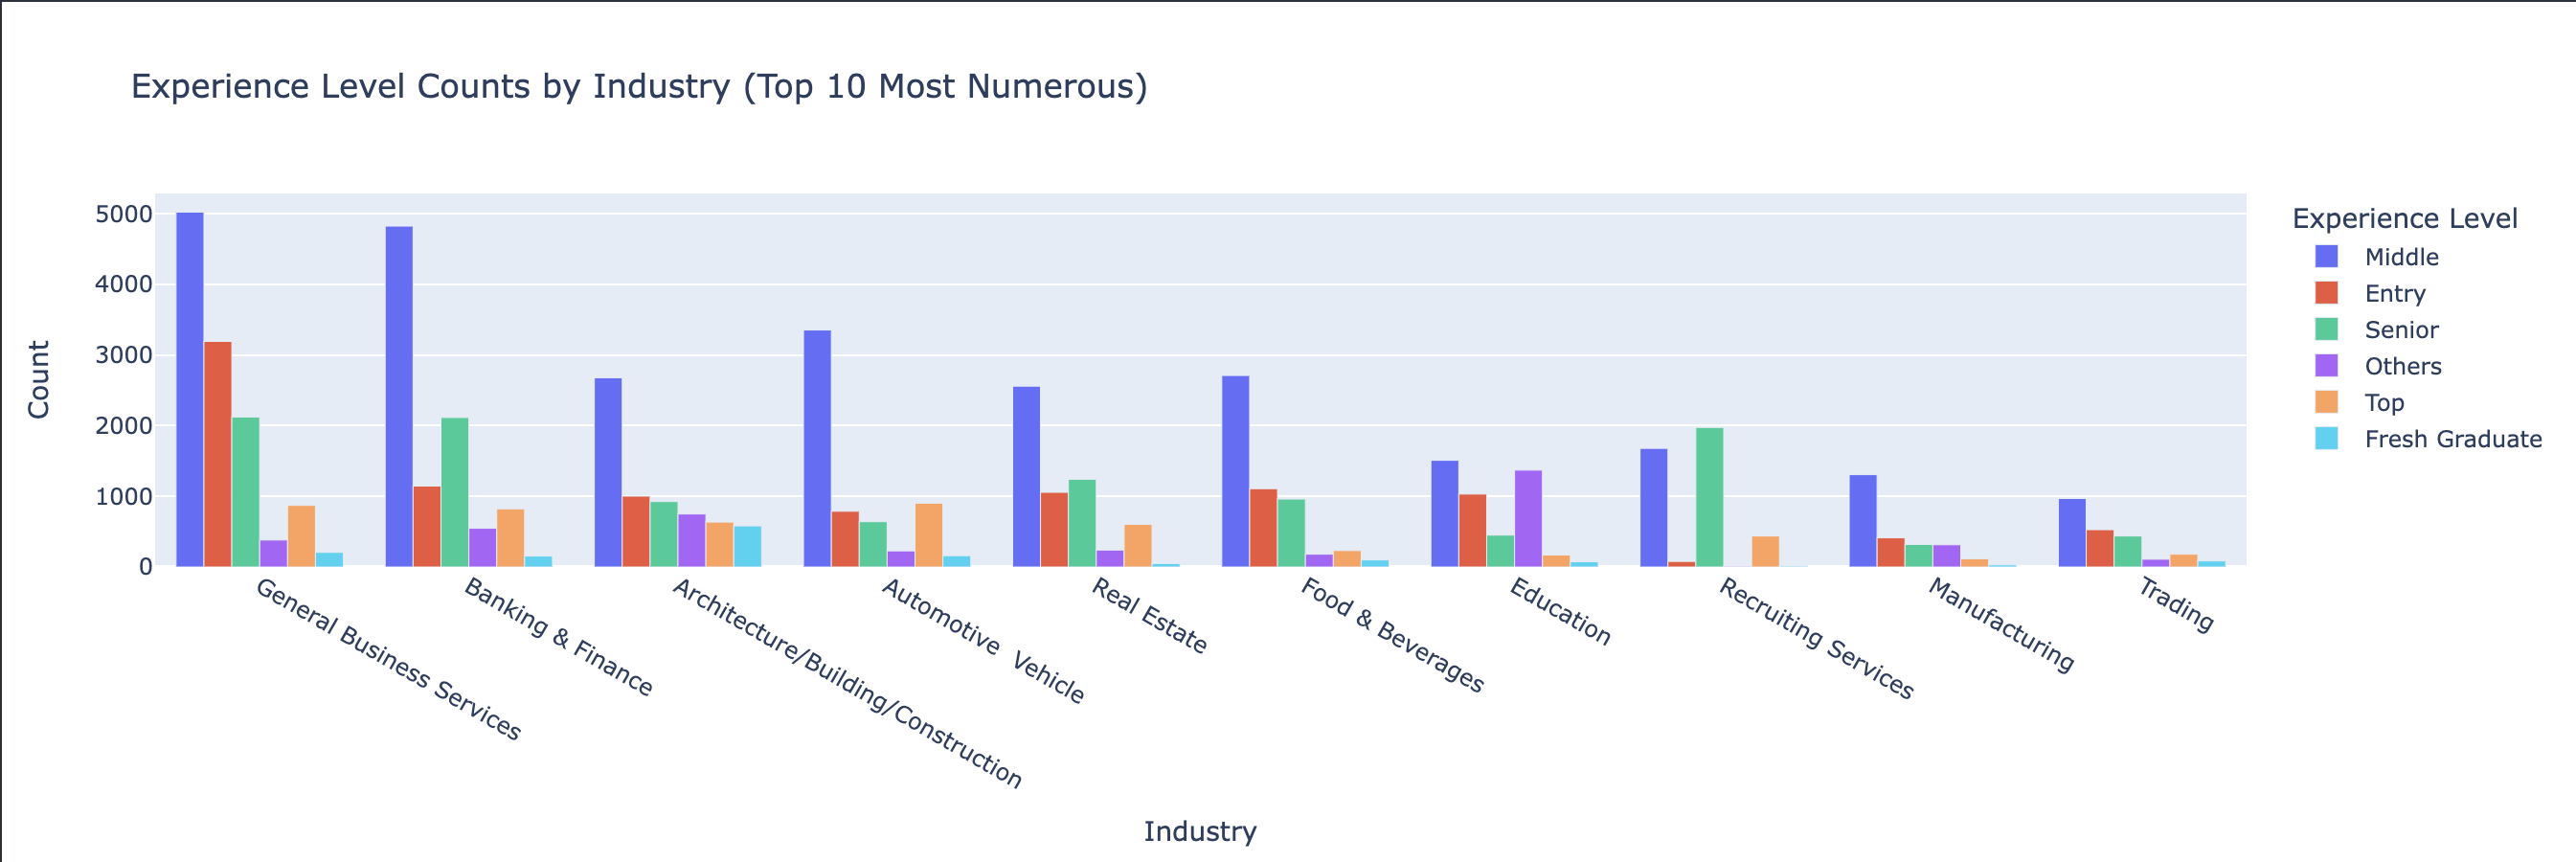 Experience Level Counts by Industry (Top 10 Most Numerous)
5000
4000
3000
2000
1000
0
Count
General Business Services
Banking & Finance
Architecture/Building/Construction
Automotive  Vehicle
Real Estate
Food & Beverages
Education
Recruiting Services
Manufacturing
Trading
Industry
Experience Level
Middle
Entry
Senior
Others
Top
Fresh Graduate